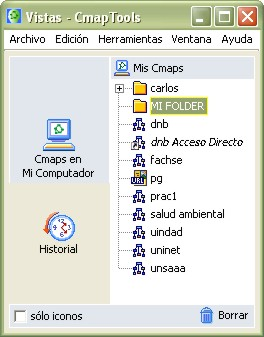 Vistas - CmapTools
Archivo Edición Herramientas Ventana Ayuda
Cmaps en
Mi Computador
Historial
Mis Cmaps
carlos
MI FOLDER
dnb
dnb Acceso Directo
fachse
URL
pg
prac1
salud ambiental
uindad
uninet
unsaaa
sólo iconos
Borrar